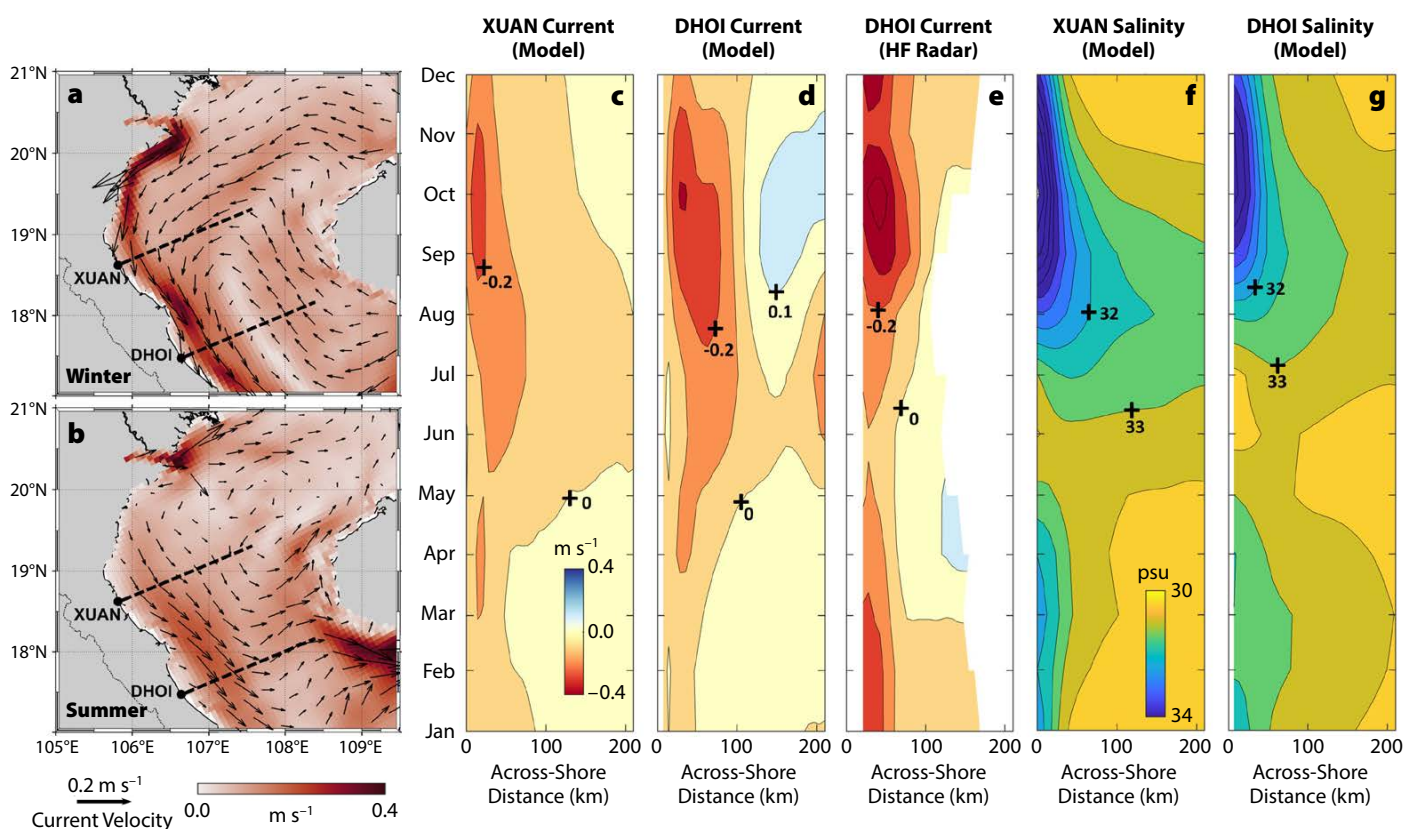 XUAN Current
(Model)
DHOI Current
(Model)
DHOI Current
(HF Radar)
XUAN Salinity
(Model)
DHOI Salinity
(Model)
21°N
20°N
19°N
18°N
a
XUAN
DHOI
Winter
21°N
20°N
19°N
18°N
b
XUAN
DHOI
Summer
105°E
106°E
107°E
108°E
109°E
0.2 m s⁻¹
Current Velocity
0.0
m s⁻¹
0.4
Dec
Nov
Oct
Sep
Aug
Jul
Jun
May
Apr
Mar
Feb
Jan
c
-0.2
0
m s⁻¹
0.4
0.0
−0.4
0 100 200
Across-Shore
Distance (km)
d
0.1
-0.2
0
0 100 200
Across-Shore
Distance (km)
e
-0.2
0
0 100 200
Across-Shore
Distance (km)
f
32
33
psu
30
34
0 100 200
Across-Shore
Distance (km)
g
32
33
0 100 200
Across-Shore
Distance (km)